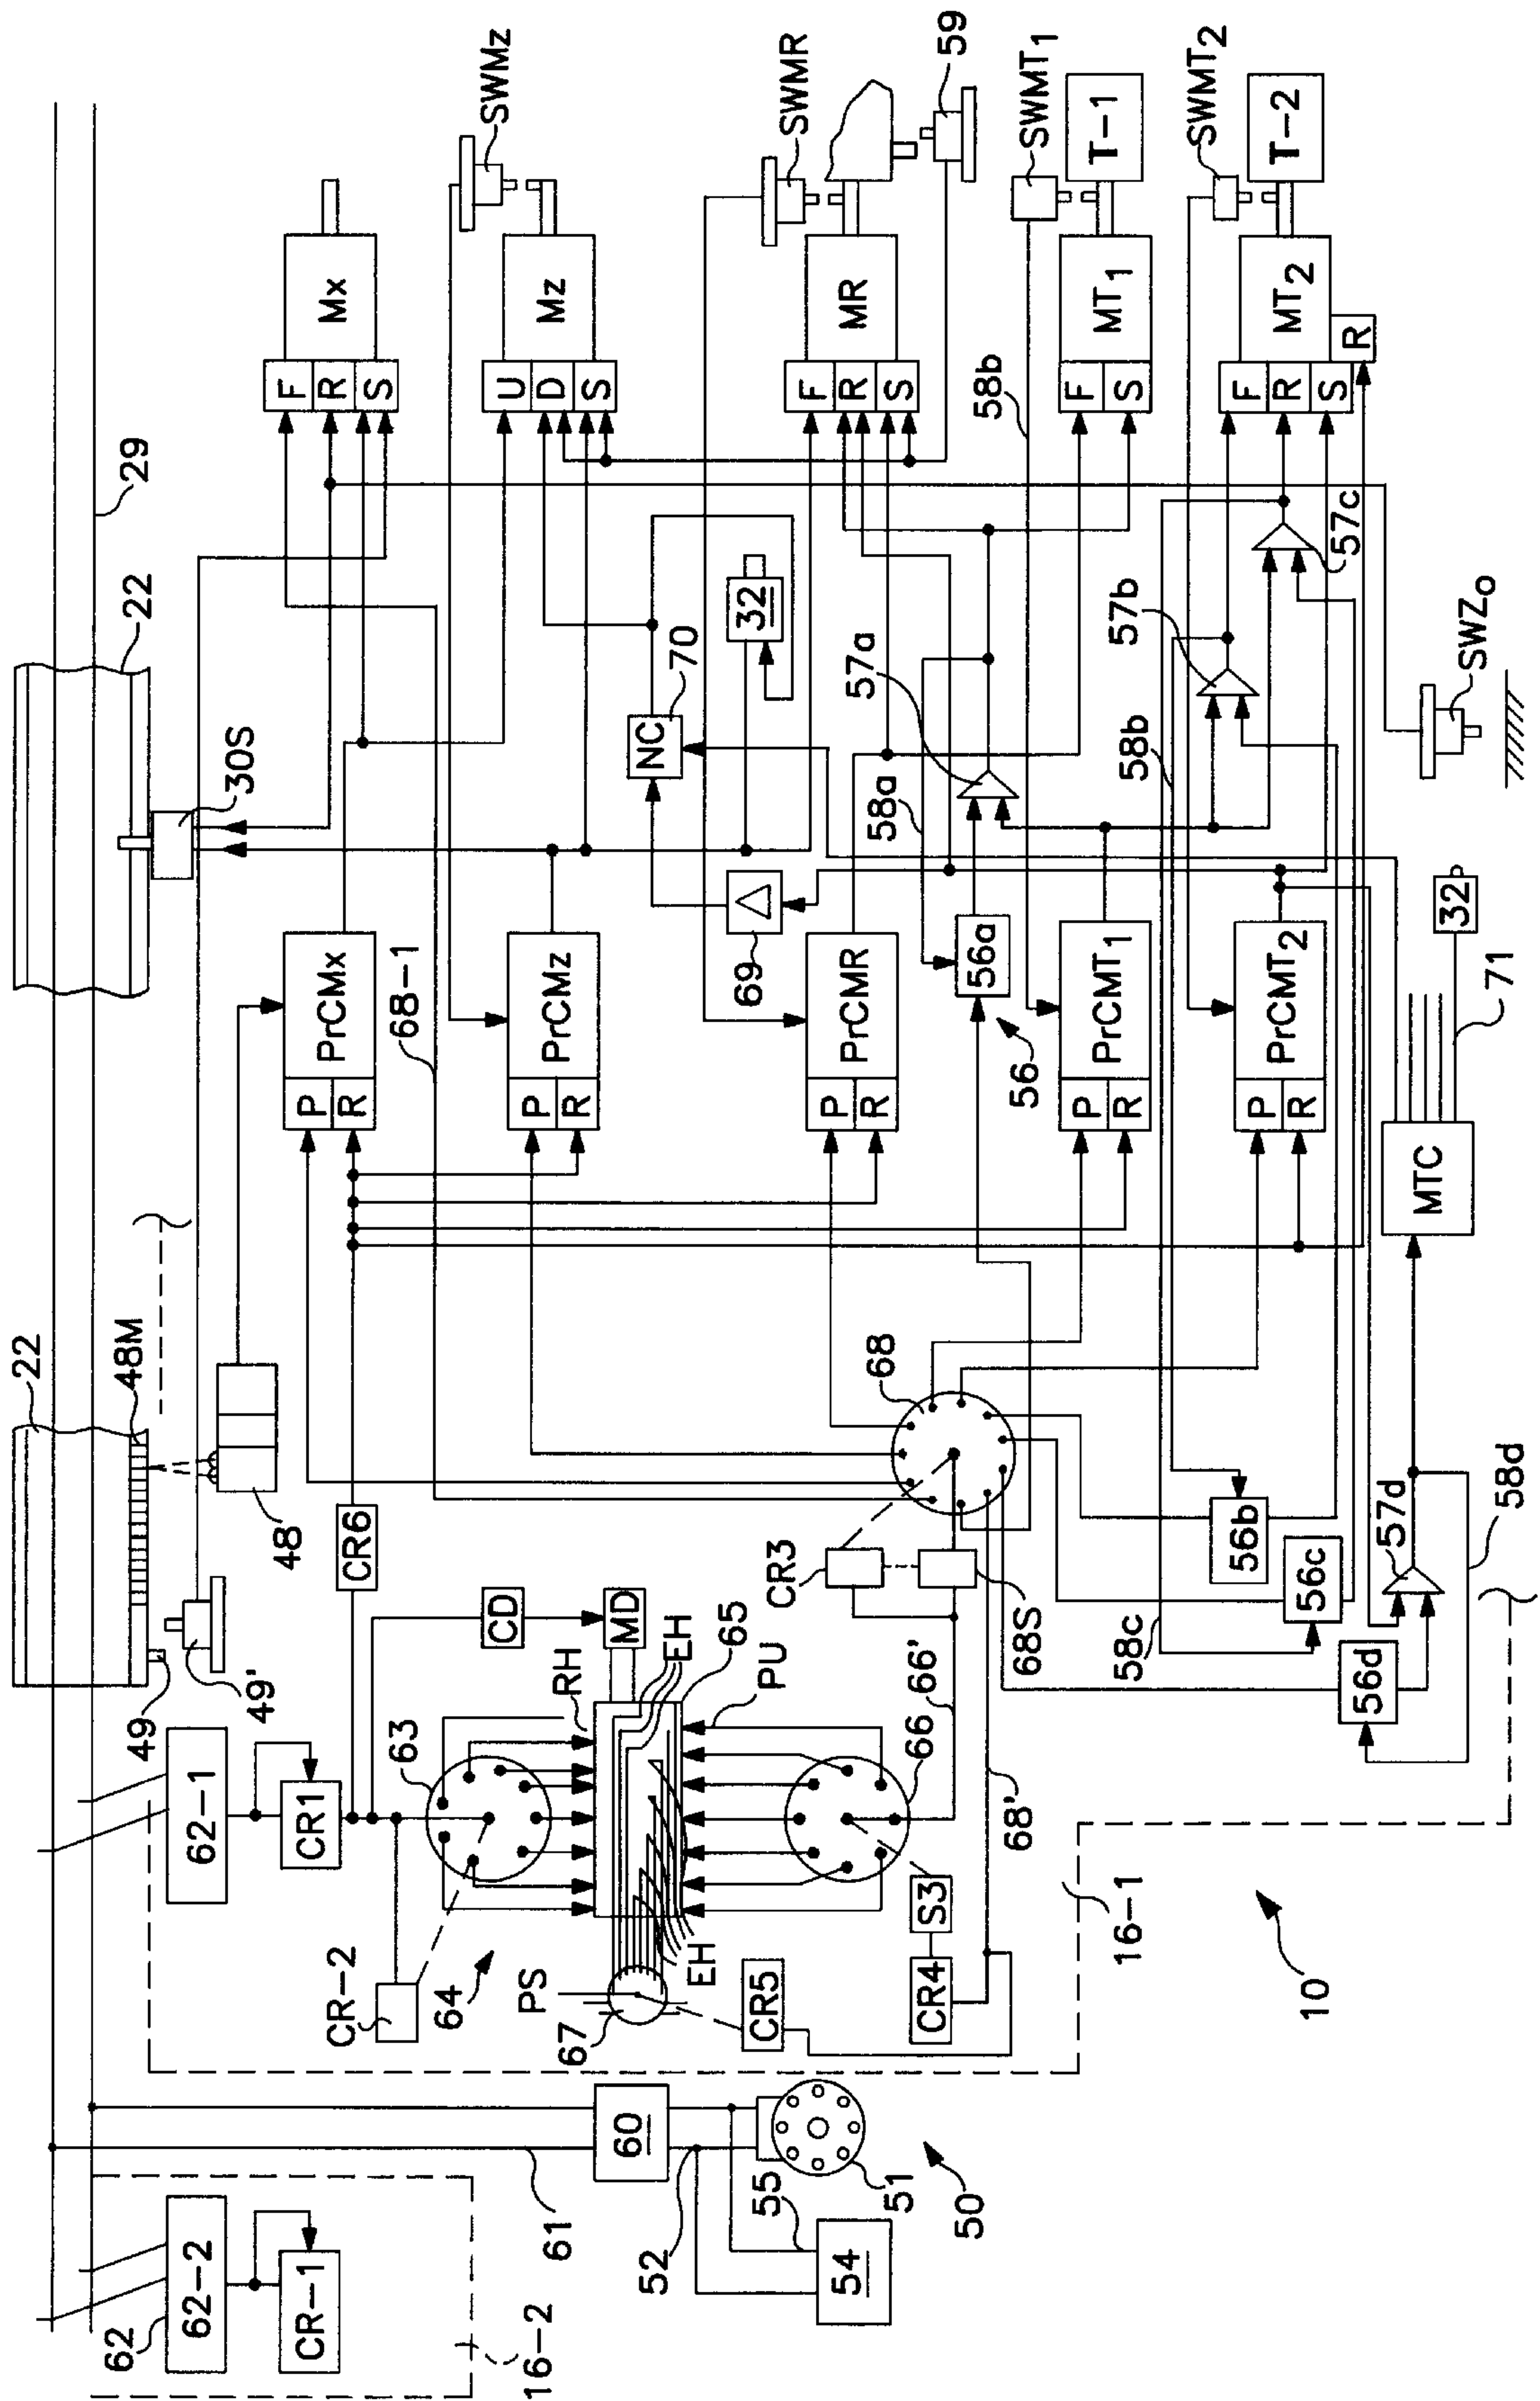 22
29
22
48M
30S
48
49
49'
62-1
CR1
62
62-2
CR-1
16-2
CR6
PrCMx
P
R
68-1
Mx
F
R
S
SWMz
PrCMz
P
R
Mz
U
D
S
CD
MD
RH
EH
65
PU
63
CR-2
64
PS
67
EH
CR5
66
66'
S3
CR4
68'
68S
CR3
68
69
NC
70
32
SWMR
PrCMR
P
R
MR
F
R
S
59
56
56a
57a
58a
PrCMT1
P
R
MT1
F
S
58b
SWMT1
T-1
PrCMT2
P
R
MT2
F
R
S
R
SWMT2
T-2
57b
58b
57c
58c
56b
56c
56d
57d
58d
MTC
71
32
SWZo
16-1
10
60
61
52
55
54
51
50